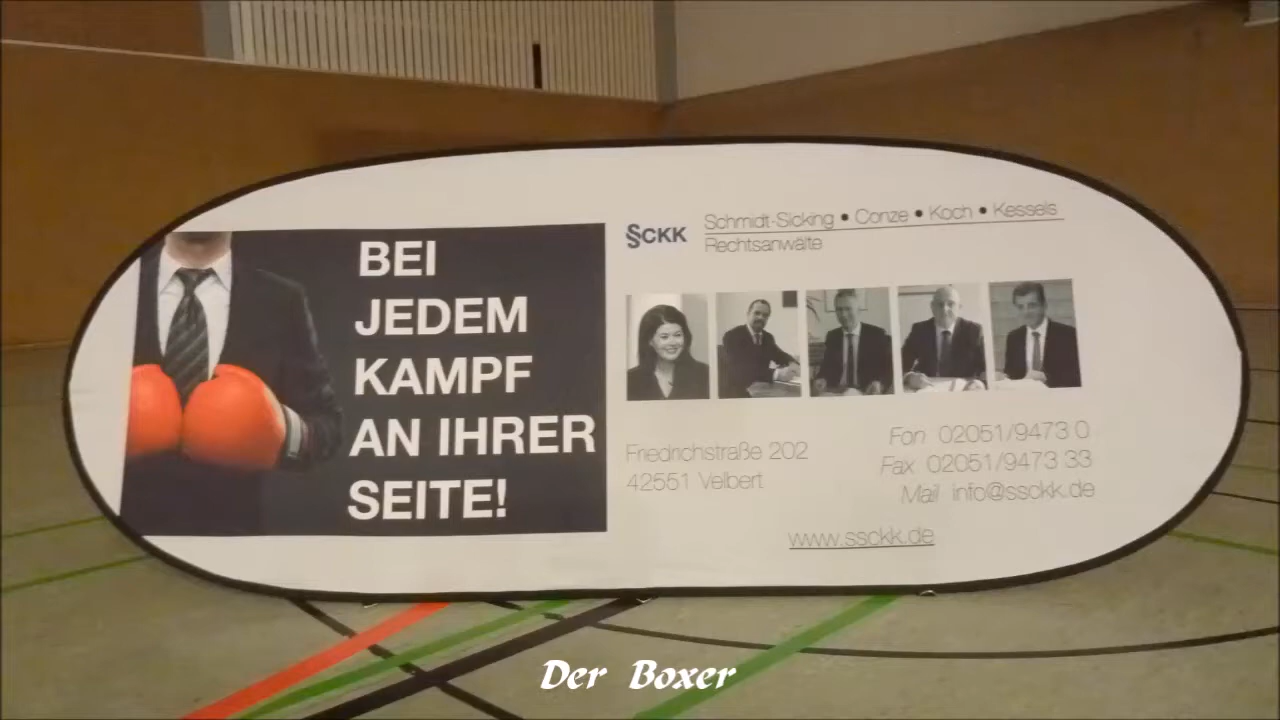 BEI
JEDEM
KAMPF
AN IHRER
SEITE!
§CKK
Schmidt-Sicking • Conze • Koch • Kessels
Rechtsanwälte
Friedrichstraße 202
42551 Velbert
Fon 02051/9473 0
Fax 02051/9473 33
Mail info@ssckk.de
www.ssckk.de
Der Boxer